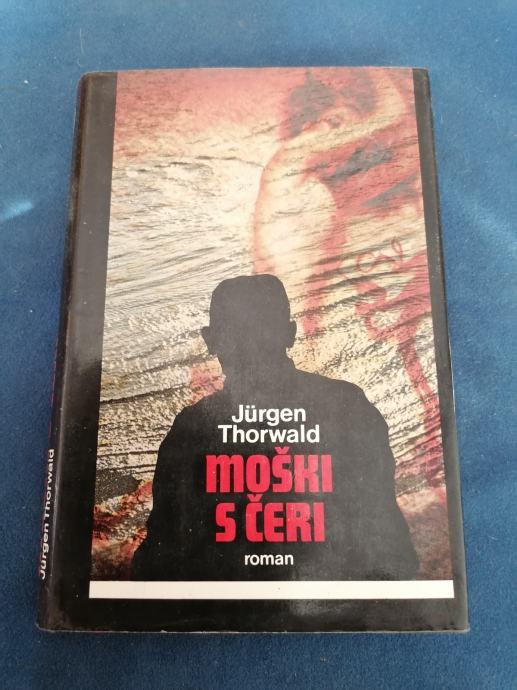 Jürgen
Thorwald
MOŠKI
S ČERI
roman
Jürgen Thorwald